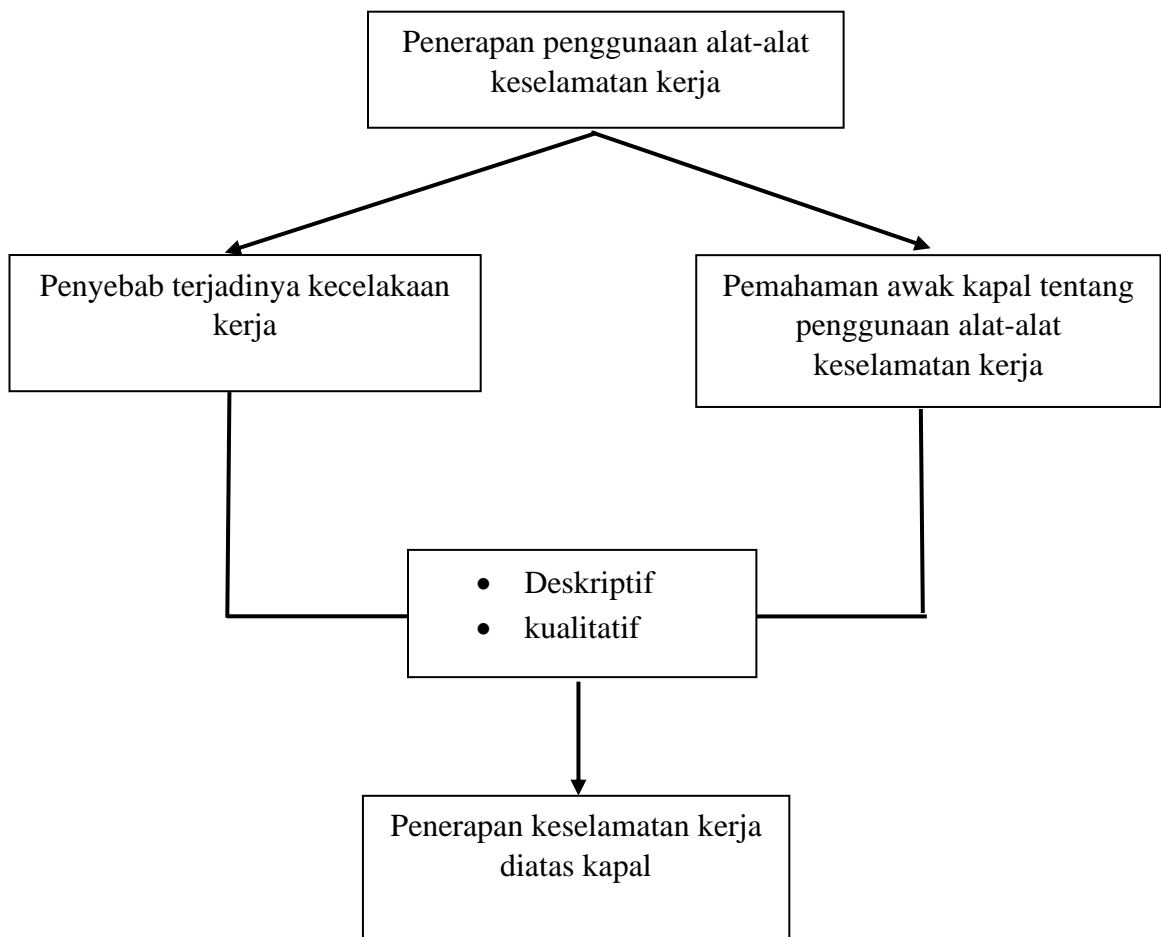 Penerapan penggunaan alat-alat
keselamatan kerja
Penyebab terjadinya kecelakaan
kerja
Pemahaman awak kapal tentang
penggunaan alat-alat
keselamatan kerja
• Deskriptif
• kualitatif
Penerapan keselamatan kerja
diatas kapal